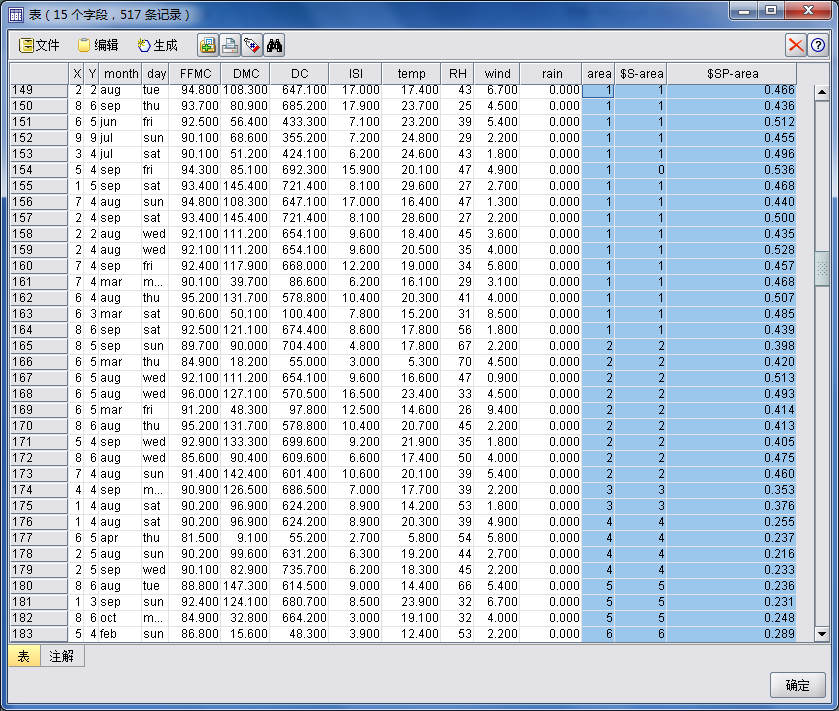 表 ( 15 个字段，517 条记录 )
文件 编辑 生成
X Y month day FFMC DMC DC ISI temp RH wind rain area $S-area $SP-area
149 2 2 aug tue 94.800 108.300 647.100 17.000 17.400 43 6.700 0.000 1 1 0.466
150 8 6 sep thu 93.700 80.900 685.200 17.900 23.700 25 4.500 0.000 1 1 0.436
151 6 5 jun fri 92.500 56.400 433.300 7.100 23.200 39 5.400 0.000 1 1 0.512
152 9 9 jul sun 90.100 68.600 355.200 7.200 24.800 29 2.200 0.000 1 1 0.455
153 3 4 jul sat 90.100 51.200 424.100 6.200 24.600 43 1.800 0.000 1 1 0.496
154 5 4 sep fri 94.300 85.100 692.300 15.900 20.100 47 4.900 0.000 1 0 0.536
155 1 5 sep sat 93.400 145.400 721.400 8.100 29.600 27 2.700 0.000 1 1 0.468
156 7 4 aug sun 94.800 108.300 647.100 17.000 16.400 47 1.300 0.000 1 1 0.440
157 2 4 sep sat 93.400 145.400 721.400 8.100 28.600 27 2.200 0.000 1 1 0.500
158 2 2 aug wed 92.100 111.200 654.100 9.600 18.400 45 3.600 0.000 1 1 0.435
159 2 4 aug wed 92.100 111.200 654.100 9.600 20.500 35 4.000 0.000 1 1 0.528
160 7 4 sep fri 92.400 117.900 668.000 12.200 19.000 34 5.800 0.000 1 1 0.457
161 7 4 mar m... 90.100 39.700 86.600 6.200 16.100 29 3.100 0.000 1 1 0.468
162 6 4 aug thu 95.200 131.700 578.800 10.400 20.300 41 4.000 0.000 1 1 0.507
163 6 3 mar sat 90.600 50.100 100.400 7.800 15.200 31 8.500 0.000 1 1 0.485
164 8 6 sep sat 92.500 121.100 674.400 8.600 17.800 56 1.800 0.000 1 1 0.439
165 8 5 sep sun 89.700 90.000 704.400 4.800 17.800 67 2.200 0.000 2 2 0.398
166 6 5 mar thu 84.900 18.200 55.000 3.000 5.300 70 4.500 0.000 2 2 0.420
167 6 5 aug wed 92.100 111.200 654.100 9.600 16.600 47 0.900 0.000 2 2 0.513
168 6 5 aug wed 96.000 127.100 570.500 16.500 23.400 33 4.500 0.000 2 2 0.493
169 6 5 mar fri 91.200 48.300 97.800 12.500 14.600 26 9.400 0.000 2 2 0.414
170 8 6 aug thu 95.200 131.700 578.800 10.400 20.700 45 2.200 0.000 2 2 0.413
171 5 4 sep wed 92.900 133.300 699.600 9.200 21.900 35 1.800 0.000 2 2 0.405
172 8 6 aug wed 85.600 90.400 609.600 6.600 17.400 50 4.000 0.000 2 2 0.475
173 7 4 aug sun 91.400 142.400 601.400 10.600 20.100 39 5.400 0.000 2 2 0.460
174 4 4 sep m... 90.900 126.500 686.500 7.000 17.700 39 2.200 0.000 3 3 0.353
175 1 4 aug sat 90.200 96.900 624.200 8.900 14.200 53 1.800 0.000 3 3 0.376
176 1 4 aug sat 90.200 96.900 624.200 8.900 20.300 39 4.900 0.000 4 4 0.255
177 6 5 apr thu 81.500 9.100 55.200 2.700 5.800 54 5.800 0.000 4 4 0.237
178 2 5 aug sun 90.200 99.600 631.200 6.300 19.200 44 2.700 0.000 4 4 0.216
179 2 5 sep wed 90.100 82.900 735.700 6.200 18.300 45 2.200 0.000 4 4 0.233
180 8 6 aug tue 88.800 147.300 614.500 9.000 14.400 66 5.400 0.000 5 5 0.236
181 1 3 sep sun 92.400 124.100 680.700 8.500 23.900 32 6.700 0.000 5 5 0.231
182 8 6 oct m... 84.900 32.800 664.200 3.000 19.100 32 4.000 0.000 5 5 0.248
183 5 4 feb sun 86.800 15.600 48.300 3.900 12.400 53 2.200 0.000 6 6 0.289
表 注解
确定